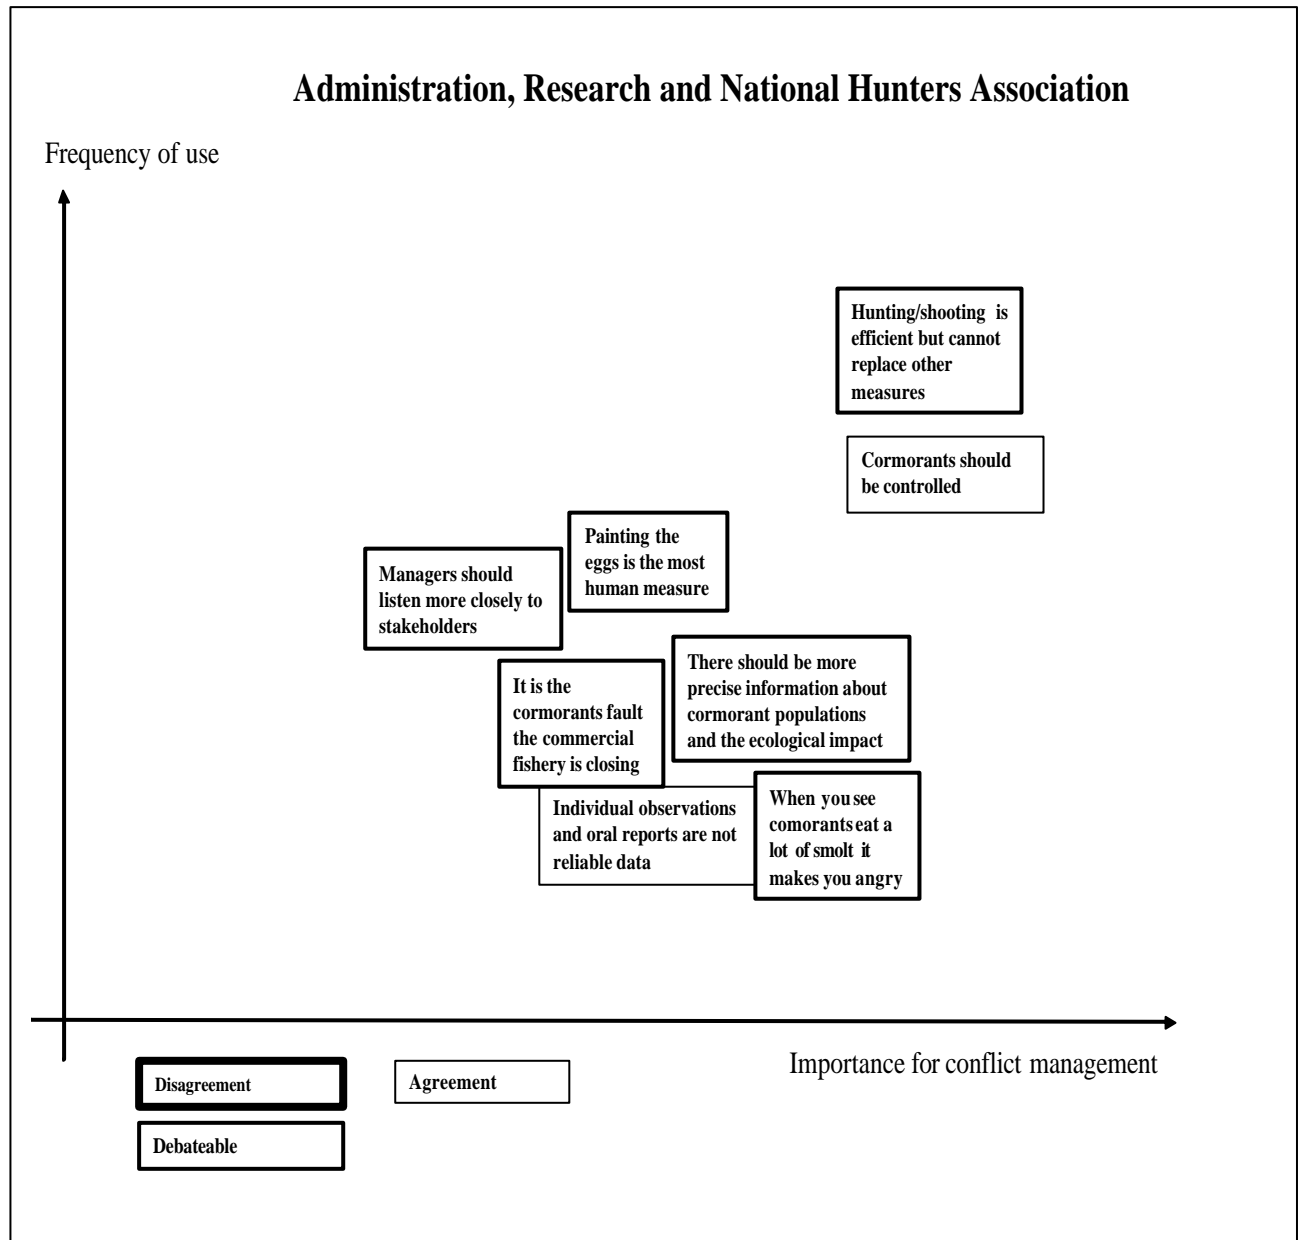 Administration, Research and National Hunters Association
Frequency of use
Hunting/shooting is
efficient but cannot
replace other
measures
Cormorants should
be controlled
Painting the
eggs is the most
human measure
Managers should
listen more closely to
stakeholders
There should be more
precise information about
cormorant populations
and the ecological impact
It is the
cormorants fault
the commercial
fishery is closing
Individual observations
and oral reports are not
reliable data
When you see
comorants eat a
lot of smolt it
makes you angry
Importance for conflict management
Disagreement
Agreement
Debateable